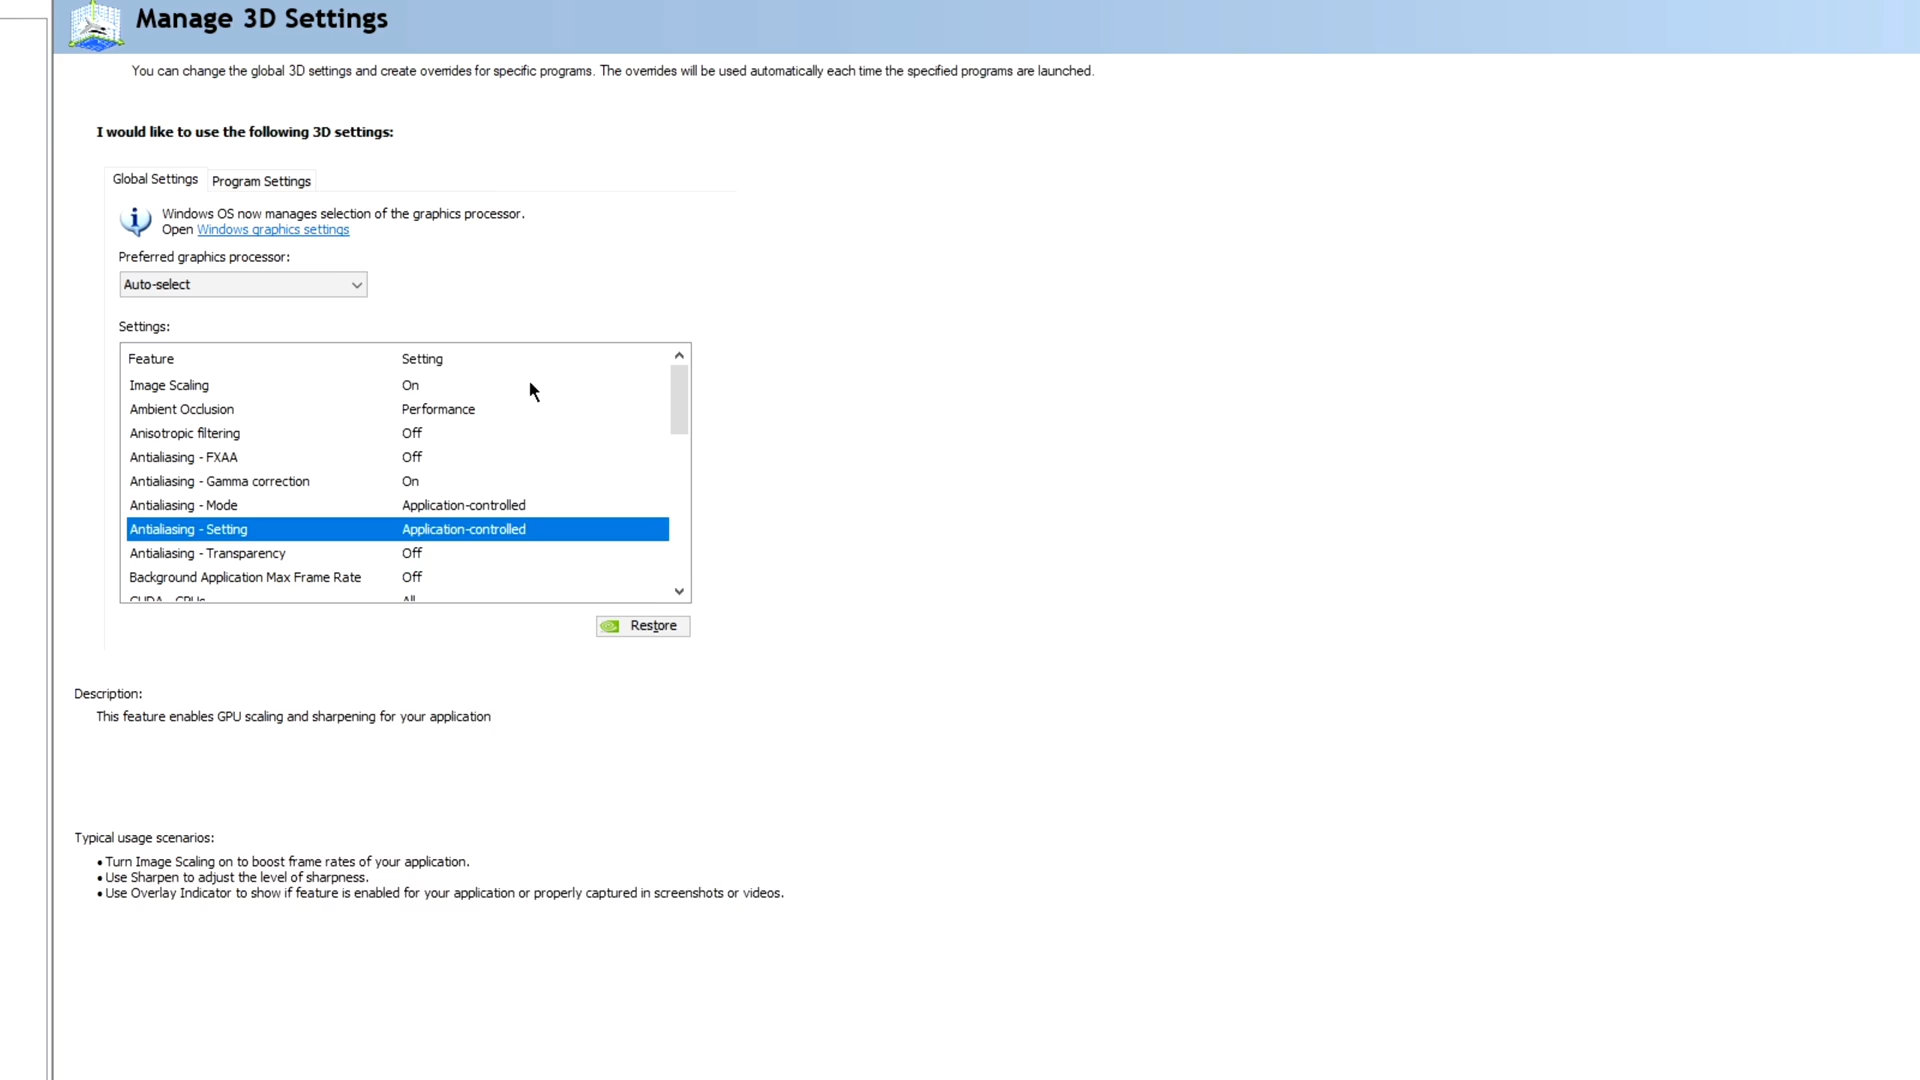 Manage 3D Settings
You can change the global 3D settings and create overrides for specific programs. The overrides will be used automatically each time the specified programs are launched.
I would like to use the following 3D settings:
Global Settings Program Settings
Windows OS now manages selection of the graphics processor.
Open Windows graphics settings
Preferred graphics processor:
Auto-select
Settings:
Feature Setting
Image Scaling On
Ambient Occlusion Performance
Anisotropic filtering Off
Antialiasing - FXAA Off
Antialiasing - Gamma correction On
Antialiasing - Mode Application-controlled
Antialiasing - Setting Application-controlled
Antialiasing - Transparency Off
Background Application Max Frame Rate Off
CUDA - GPUs All
Restore
Description:
This feature enables GPU scaling and sharpening for your application
Typical usage scenarios:
• Turn Image Scaling on to boost frame rates of your application.
• Use Sharpen to adjust the level of sharpness.
• Use Overlay Indicator to show if feature is enabled for your application or properly captured in screenshots or videos.